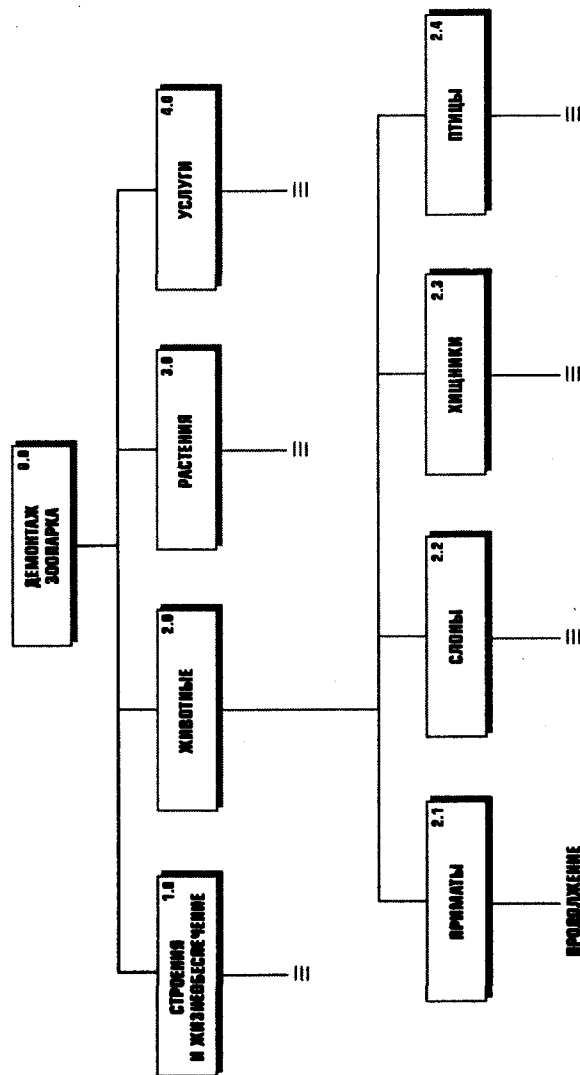 0.0
ДЕМОНТАЖ
ЗООПАРКА
1.0
СТРОЕНИЯ
И ЖИЗНЕОБЕСПЕЧЕНИЕ
2.0
ЖИВОТНЫЕ
3.0
РАСТЕНИЯ
4.0
УСЛУГИ
2.1
ПРИМАТЫ
2.2
СЛОНЫ
2.3
ХИЩНИКИ
2.4
ПТИЦЫ
ПРОДОЛЖЕНИЕ